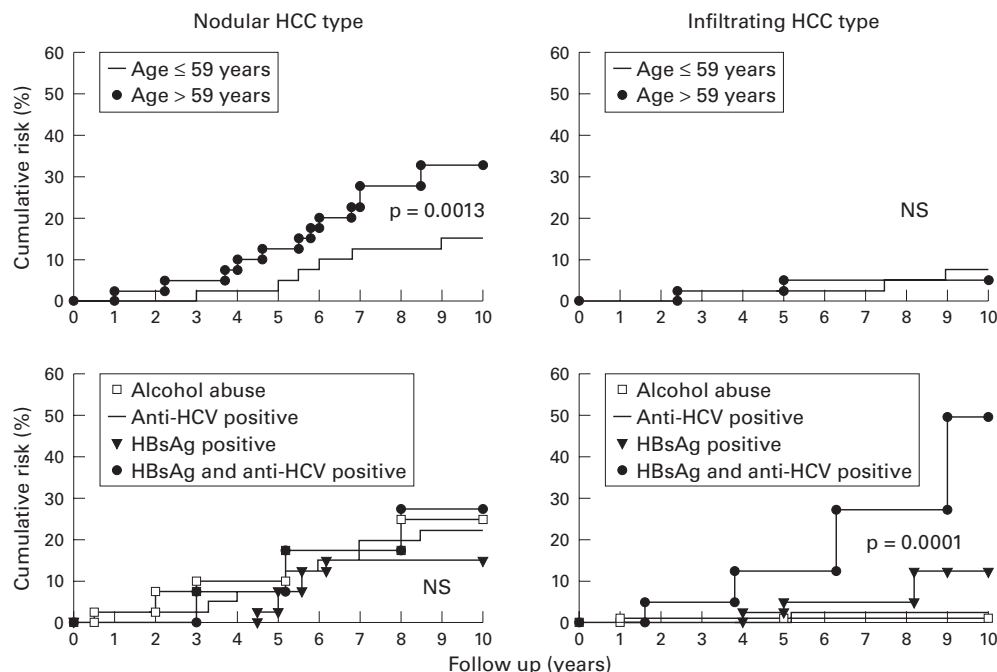 Nodular HCC type
Infiltrating HCC type
Cumulative risk (%)
60
50
40
30
20
10
0
Age ≤ 59 years
Age > 59 years
p = 0.0013
0 1 2 3 4 5 6 7 8 9 10
60
50
40
30
20
10
0
Age ≤ 59 years
Age > 59 years
NS
0 1 2 3 4 5 6 7 8 9 10
Cumulative risk (%)
60
50
40
30
20
10
0
Alcohol abuse
Anti-HCV positive
HBsAg positive
HBsAg and anti-HCV positive
NS
0 1 2 3 4 5 6 7 8 9 10
60
50
40
30
20
10
0
Alcohol abuse
Anti-HCV positive
HBsAg positive
HBsAg and anti-HCV positive
p = 0.0001
0 1 2 3 4 5 6 7 8 9 10
Follow up (years)